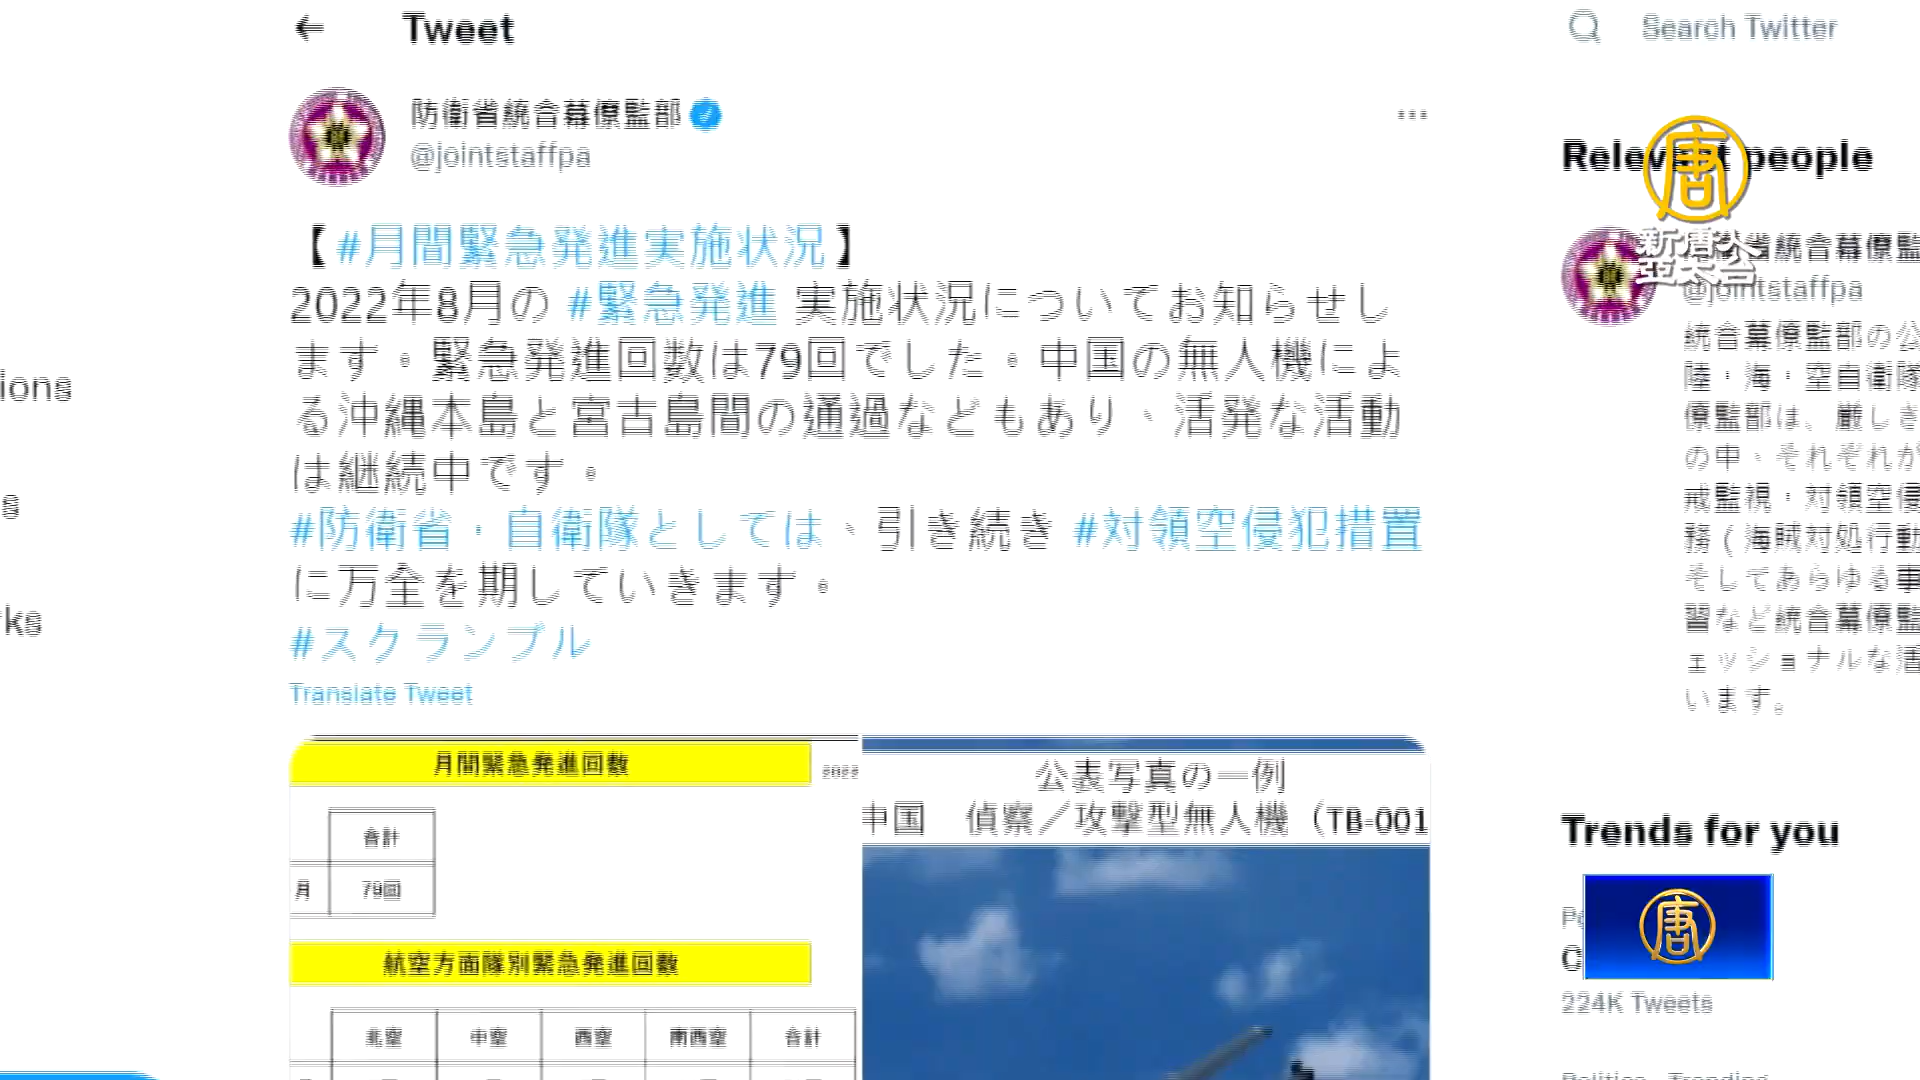 Tweet
Search Twitter
防衛省統合幕僚監部
@jointstaffpa
【#月間緊急発進実施状況】
2022年8月の #緊急発進 実施状況についてお知らせし
ます。緊急発進回数は79回でした。中国の無人機によ
る沖縄本島と宮古島間の通過などもあり、活発な活動
は継続中です。
#防衛省・自衛隊としては、引き続き #対領空侵犯措置
に万全を期していきます。
#スクランブル
Translate Tweet
月間緊急発進回数
2022
合計
月 79回
航空方面隊別緊急発進回数
北空 中空 西空 南西空 合計
公表写真の一例
中国 偵察／攻撃型無人機（TB-001
ions
s
ks
Relevant people
唐
新唐人
亞太台
統合幕僚監
@jointstaffpa
統合幕僚監部の公
陸・海・空自衛隊
僚監部は、厳しさ
の中、それぞれが
戒監視・対領空侵
務（海賊対処行動
そしてあらゆる事
習など統合幕僚監
ェッショナルな活
います。
Trends for you
唐
224K Tweets
Politics · Trending